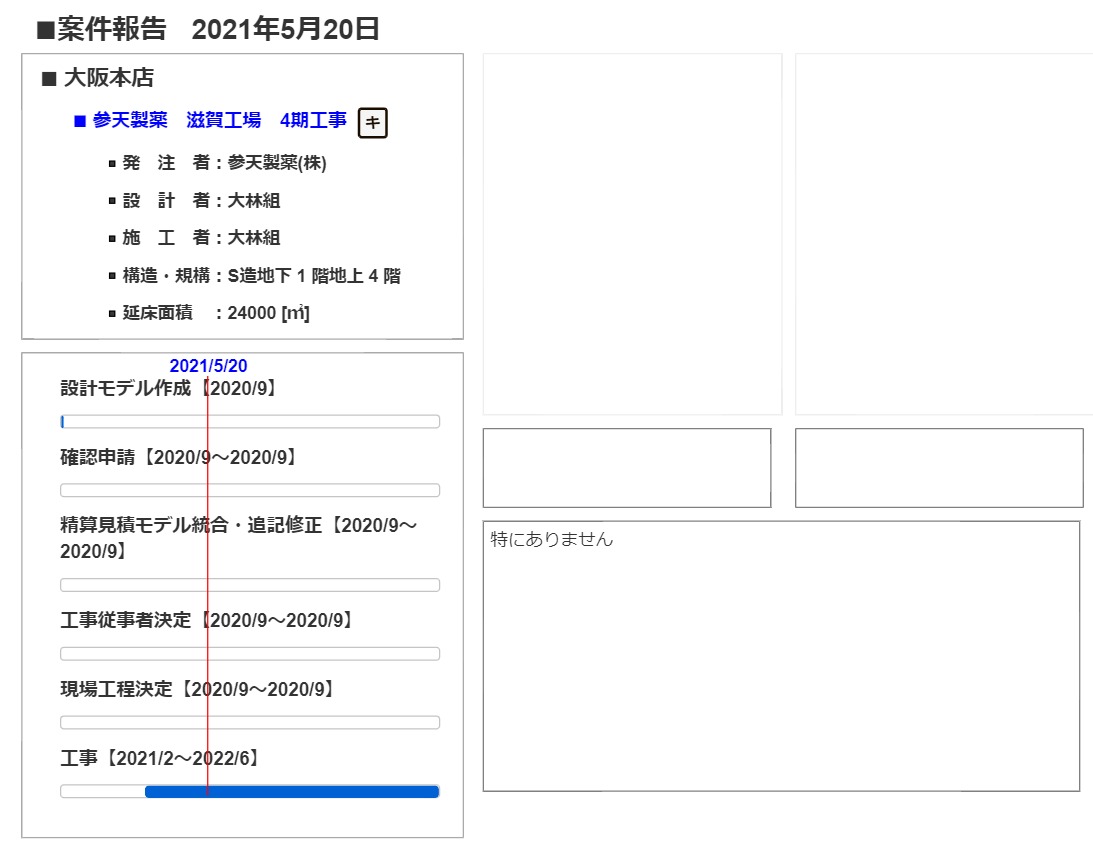 ■案件報告 2021年5月20日
■ 大阪本店
■ 参天製薬 滋賀工場 4期工事 キ
▪ 発 注 者：参天製薬(株)
▪ 設 計 者：大林組
▪ 施 工 者：大林組
▪ 構造・規構：S造地下 1 階地上 4 階
▪ 延床面積 ：24000 [㎡]
2021/5/20
設計モデル作成【2020/9】
確認申請【2020/9～2020/9】
精算見積モデル統合・追記修正【2020/9～
2020/9】
工事従事者決定【2020/9～2020/9】
現場工程決定【2020/9～2020/9】
工事【2021/2～2022/6】
特にありません